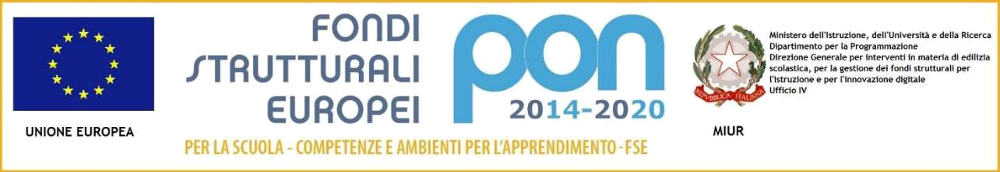 UNIONE EUROPEA
FONDI
STRUTTURALI
EUROPEI
pon
2014-2020
PER LA SCUOLA - COMPETENZE E AMBIENTI PER L'APPRENDIMENTO-FSE
REPVBBLICA ITALIANA
MIUR
Ministero dell'Istruzione, dell'Università e della Ricerca
Dipartimento per la Programmazione
Direzione Generale per interventi in materia di edilizia
scolastica, per la gestione dei fondi strutturali per
l'istruzione e per l'innovazione digitale
Ufficio IV